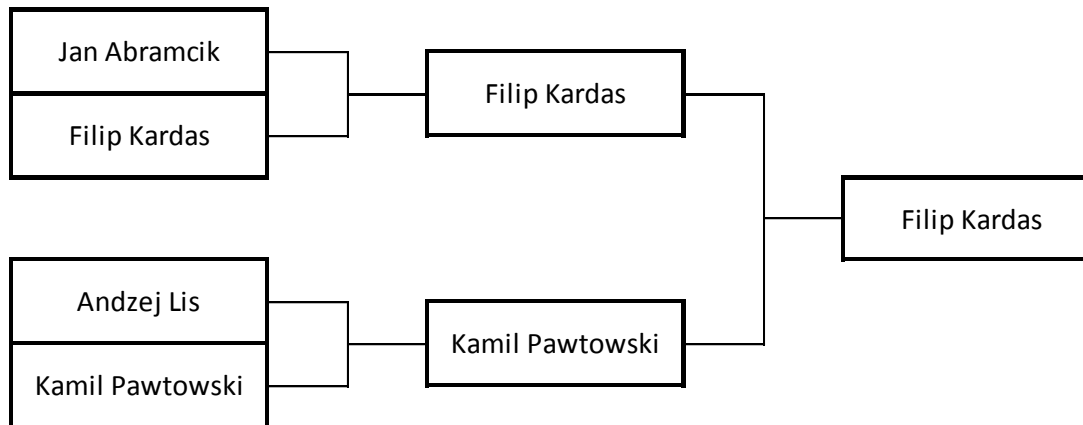 Jan Abramcik
Filip Kardas
Filip Kardas
Filip Kardas
Andzej Lis
Kamil Pawtowski
Kamil Pawtowski